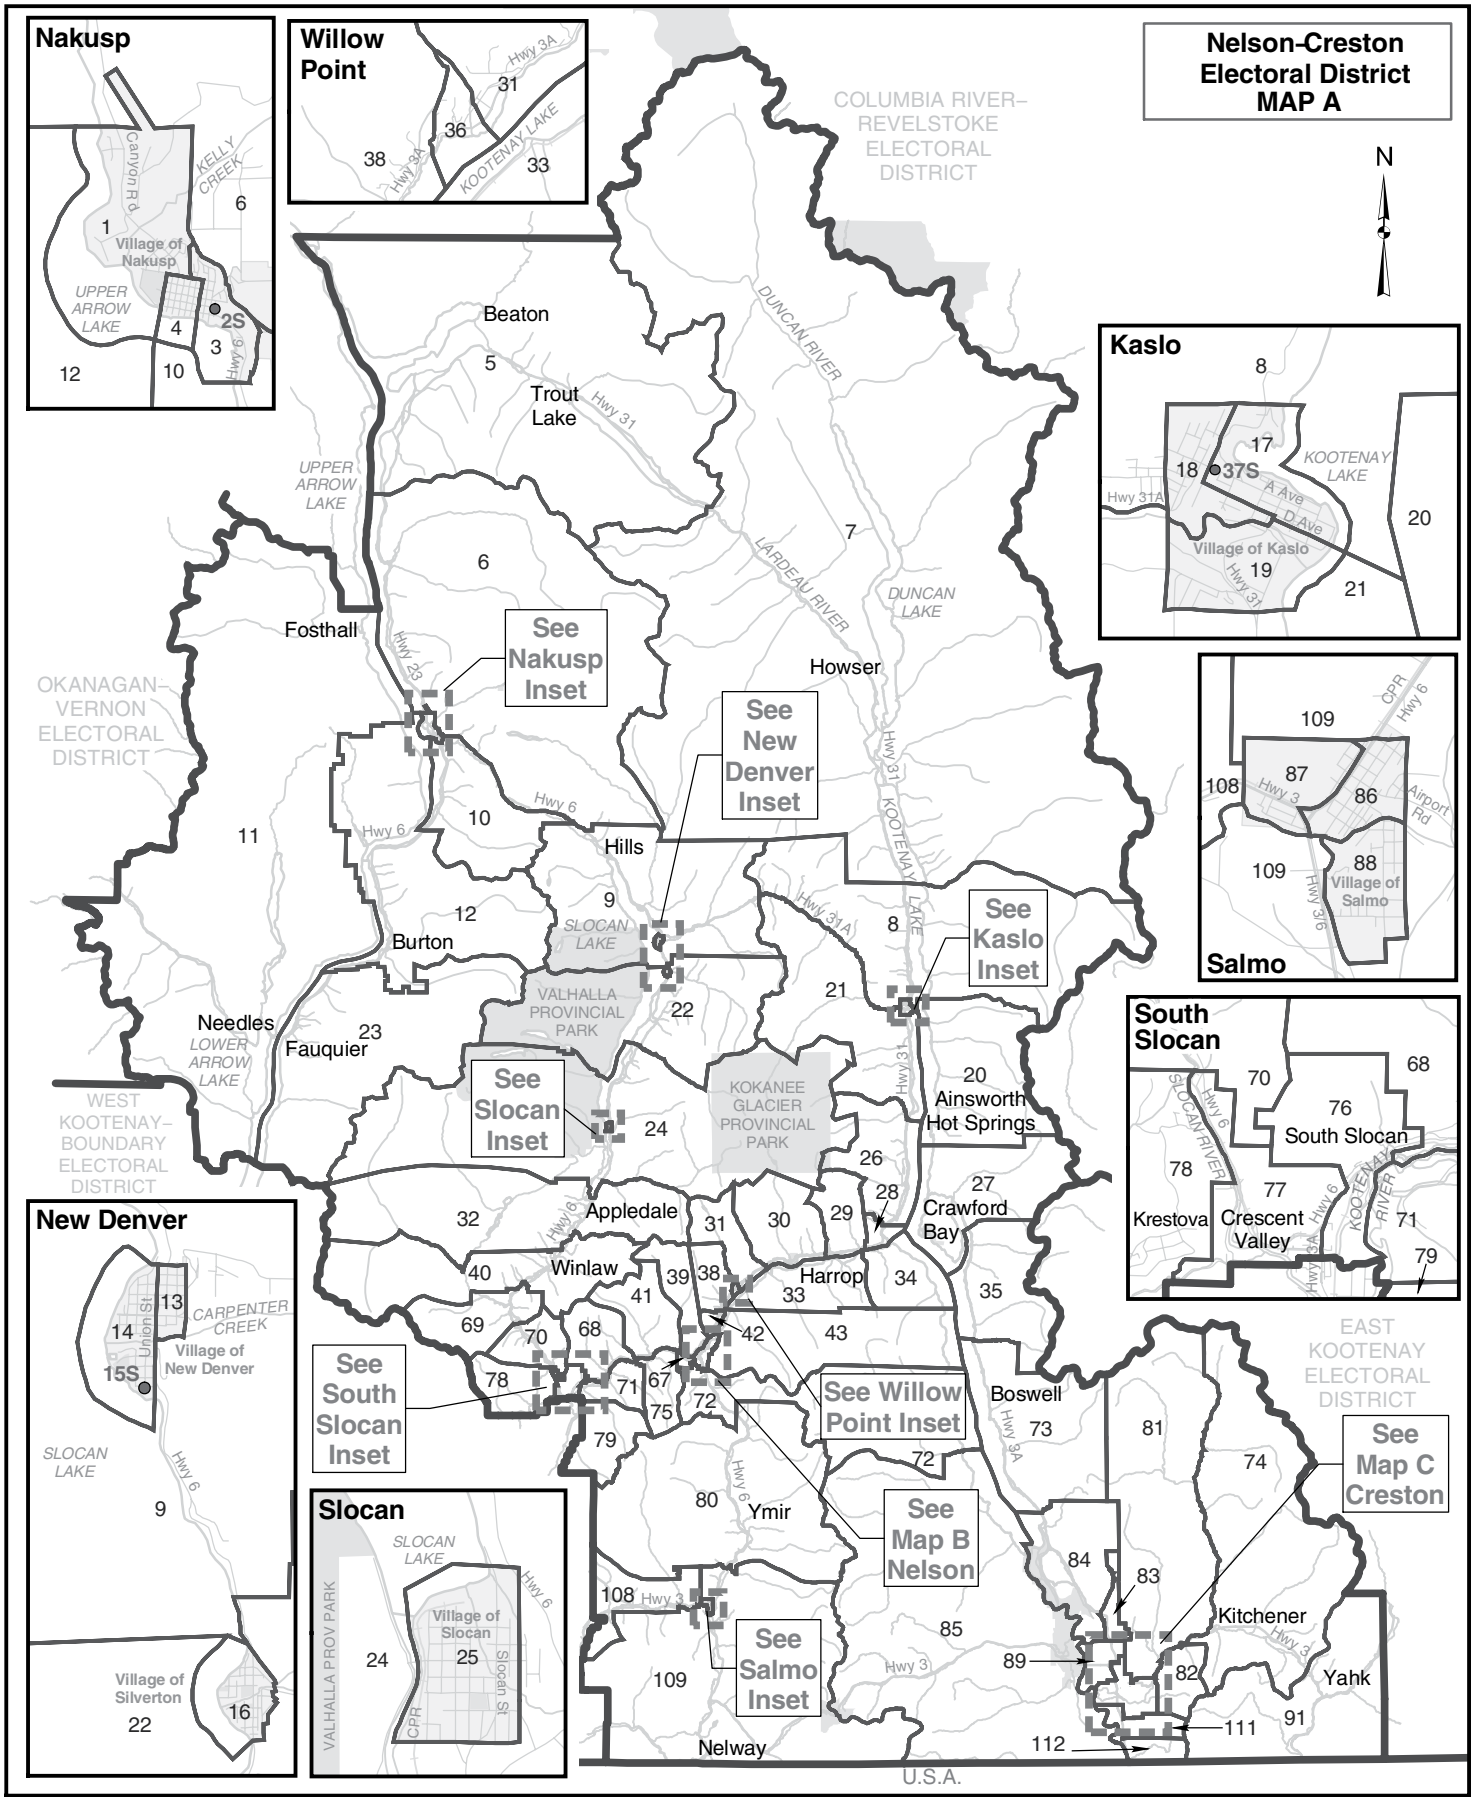 Nelson-Creston
Electoral District
MAP A
N
Nakusp
Canyon Rd
KELLY
CREEK
6
1
Village of
Nakusp
UPPER
ARROW
LAKE
2S
4
3
Hwy 6
12
10
Willow
Point
Hwy 3A
31
36
38
Hwy 3A
KOOTENAY LAKE
33
COLUMBIA RIVER–
REVELSTOKE
ELECTORAL
DISTRICT
Kaslo
8
17
18
37S
KOOTENAY
LAKE
A Ave
Hwy 31A
D Ave
20
Village of Kaslo
19
Hwy 31
21
Beaton
5
Trout
Lake
Hwy 31
DUNCAN RIVER
UPPER
ARROW
LAKE
7
6
LARDEAU RIVER
DUNCAN
LAKE
Fosthall
See
Nakusp
Inset
Hwy 23
Howser
OKANAGAN–
VERNON
ELECTORAL
DISTRICT
See
New
Denver
Inset
Hwy 31
KOOTENAY LAKE
11
Hwy 6
10
Hwy 6
Hills
9
12
SLOCAN
LAKE
Burton
Hwy 31A
8
See
Kaslo
Inset
21
VALHALLA
PROVINCIAL
PARK
22
Needles
LOWER
ARROW
LAKE
23
Fauquier
See
Slocan
Inset
24
KOKANEE
GLACIER
PROVINCIAL
PARK
Hwy 31
20
Ainsworth
Hot Springs
WEST
KOOTENAY–
BOUNDARY
ELECTORAL
DISTRICT
26
27
28
Crawford
Bay
32
Hwy 6
Appledale
31
30
29
40
Winlaw
39
38
Harrop
33
34
35
41
42
43
69
70
68
78
71
67
75
72
79
See
South
Slocan
Inset
See Willow
Point Inset
Boswell
73
Hwy 3A
81
74
72
80
Hwy 6
Ymir
See
Map B
Nelson
See
Map C
Creston
EAST
KOOTENAY
ELECTORAL
DISTRICT
84
83
108
Hwy 3
85
Kitchener
Hwy 3
89
82
Yahk
See
Salmo
Inset
109
Hwy 3
91
111
112
Nelway
U.S.A.
Salmo
CPR
Hwy 6
109
87
108
Hwy 3
86
Airport
Rd
109
88
Village of
Salmo
Hwy 3/6
South
Slocan
SLOCAN RIVER
Hwy 6
70
68
76
South Slocan
78
77
Krestova
Crescent
Valley
Hwy 6
KOOTENAY
RIVER
71
Hwy 3A
79
New Denver
13
Union St
14
CARPENTER
CREEK
Village of
New Denver
15S
SLOCAN
LAKE
Hwy 6
9
Village of
Silverton
22
16
Slocan
SLOCAN
LAKE
Hwy 6
VALHALLA PROV PARK
Village of
Slocan
24
25
Slocan St
CPR